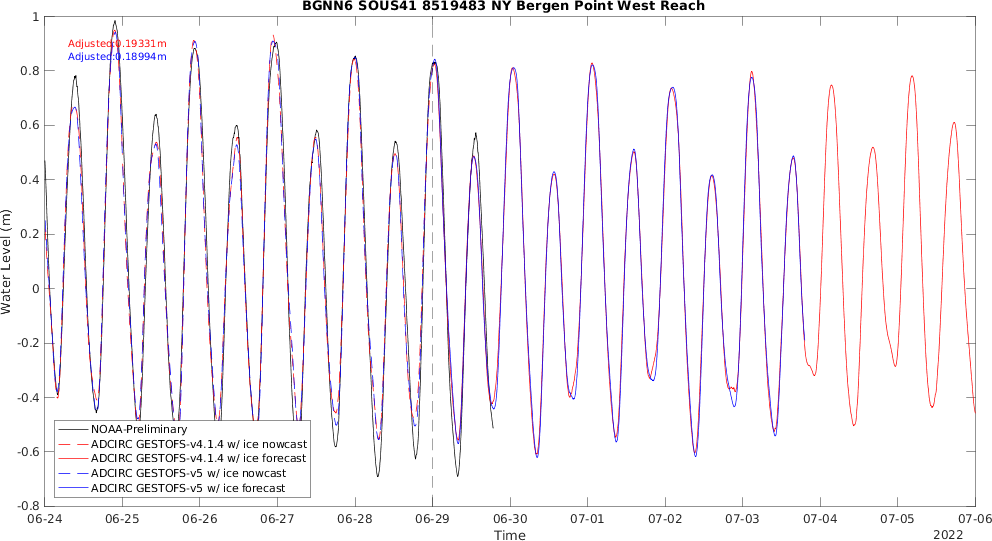 BGNN6 SOUS41 8519483 NY Bergen Point West Reach
Adjusted:0.19331m
Adjusted:0.18994m
Water Level (m)
1
0.8
0.6
0.4
0.2
0
-0.2
-0.4
-0.6
-0.8
NOAA-Preliminary
ADCIRC GESTOFS-v4.1.4 w/ ice nowcast
ADCIRC GESTOFS-v4.1.4 w/ ice forecast
ADCIRC GESTOFS-v5 w/ ice nowcast
ADCIRC GESTOFS-v5 w/ ice forecast
06-24 06-25 06-26 06-27 06-28 06-29 06-30 07-01 07-02 07-03 07-04 07-05 07-06
Time
2022